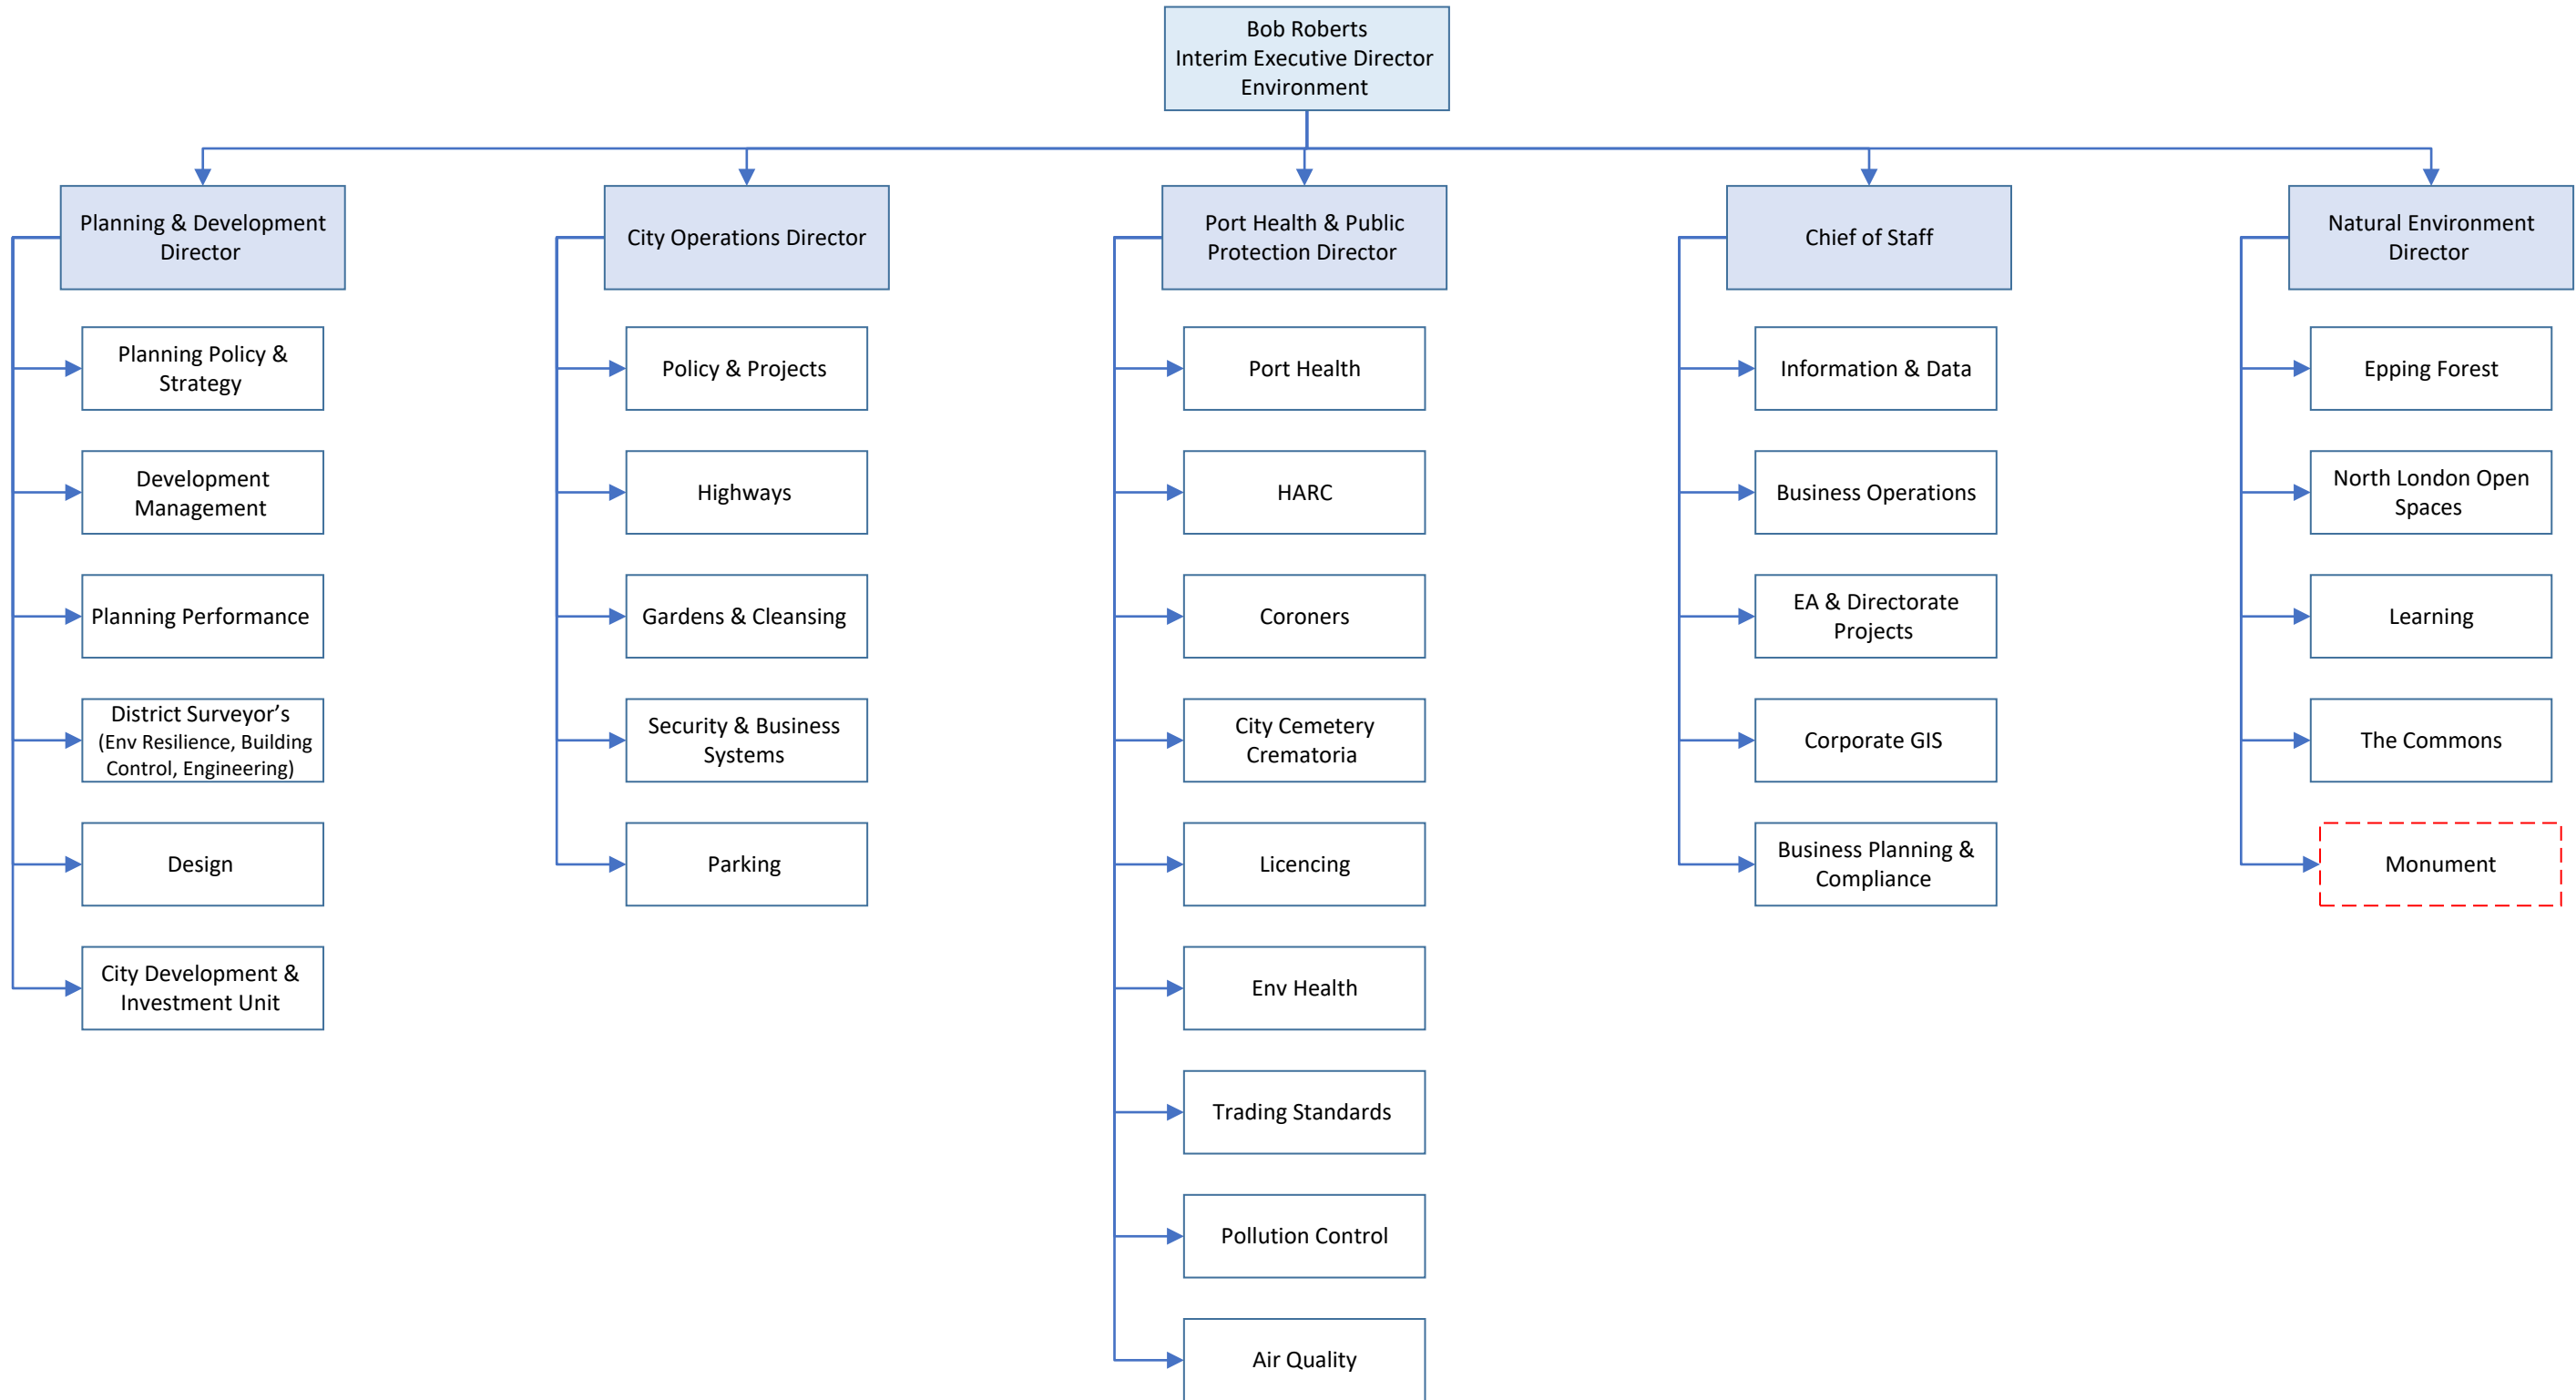 Bob Roberts
Interim Executive Director
Environment
Planning & Development
Director
City Operations Director
Port Health & Public
Protection Director
Chief of Staff
Natural Environment
Director
Planning Policy &
Strategy
Development
Management
Planning Performance
District Surveyor’s
(Env Resilience, Building
Control, Engineering)
Design
City Development &
Investment Unit
Policy & Projects
Highways
Gardens & Cleansing
Security & Business
Systems
Parking
Port Health
HARC
Coroners
City Cemetery
Crematoria
Licencing
Env Health
Trading Standards
Pollution Control
Air Quality
Information & Data
Business Operations
EA & Directorate
Projects
Corporate GIS
Business Planning &
Compliance
Epping Forest
North London Open
Spaces
Learning
The Commons
Monument